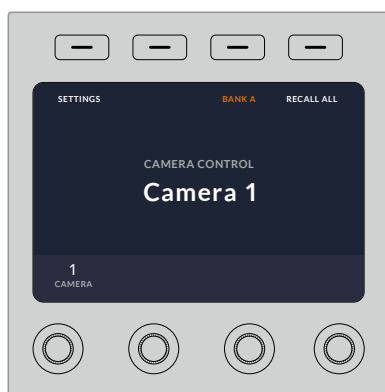 SETTINGS BANK A RECALL ALL
CAMERA CONTROL
Camera 1
1
CAMERA